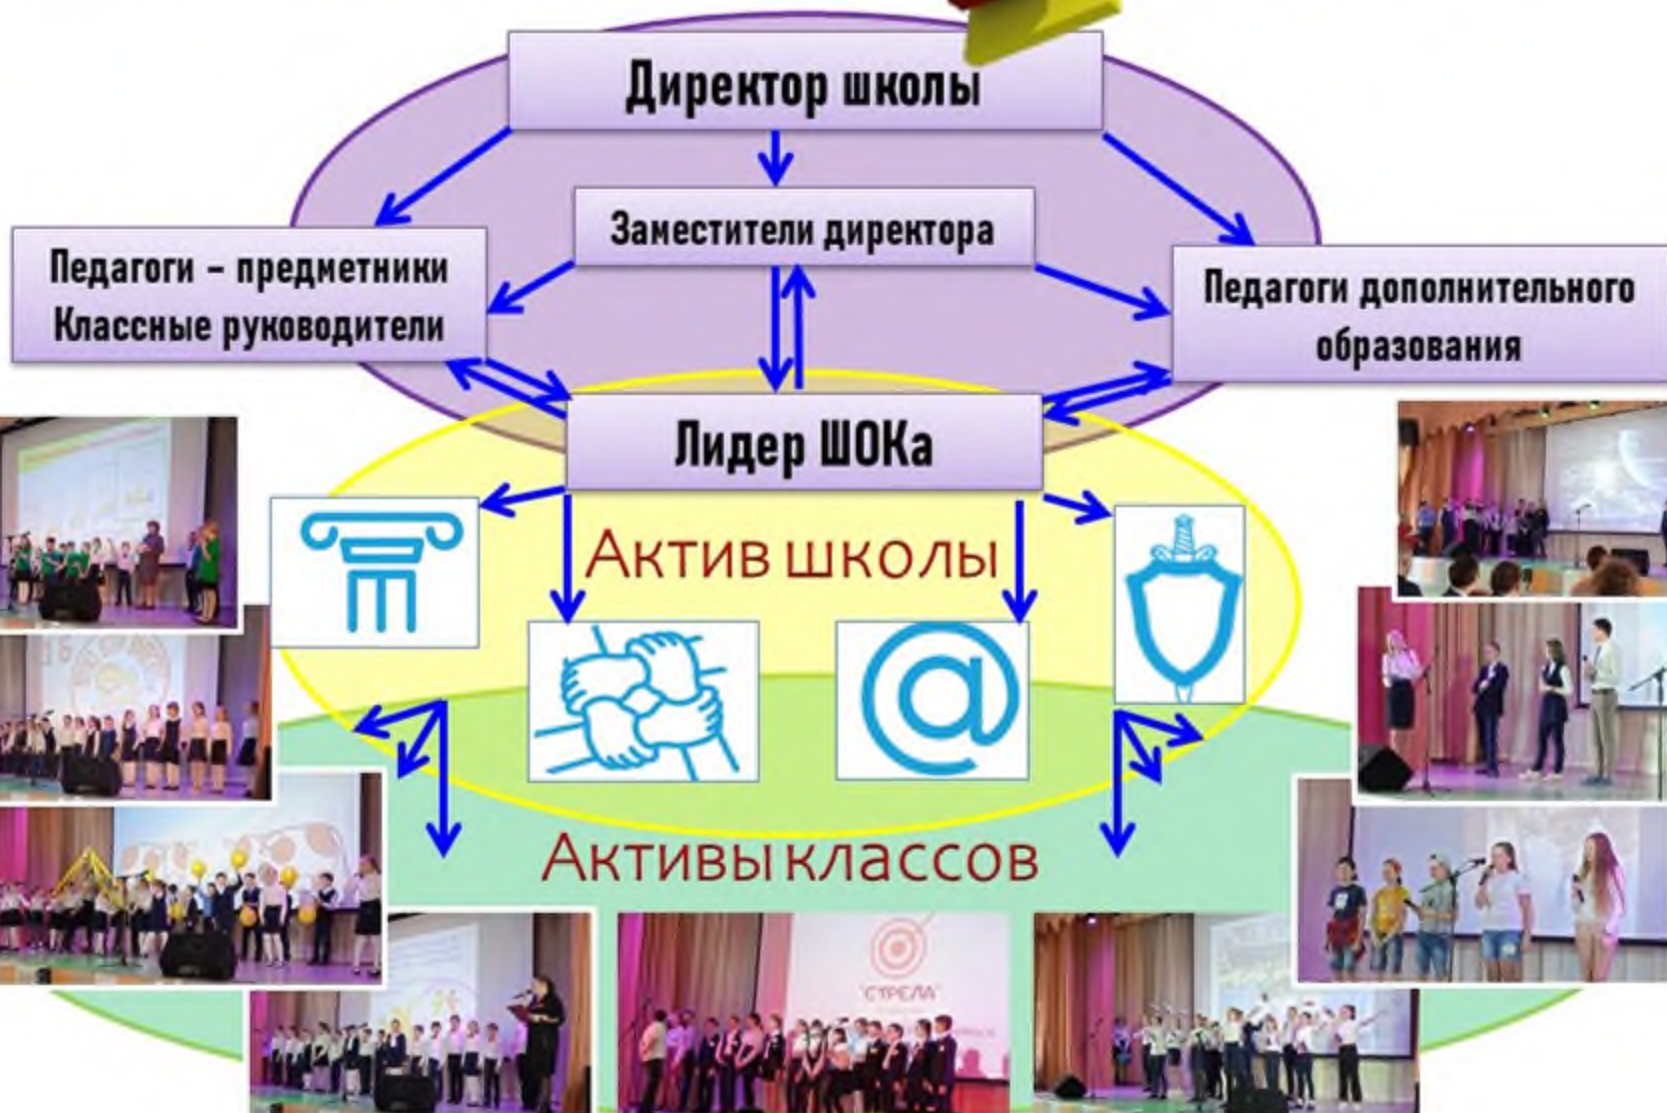 Директор школы
Заместители директора
Педагоги – предметники
Классные руководители
Педагоги дополнительного
образования
Лидер ШОКа
Актив школы
@
Активы классов
"СТРЕЛА"